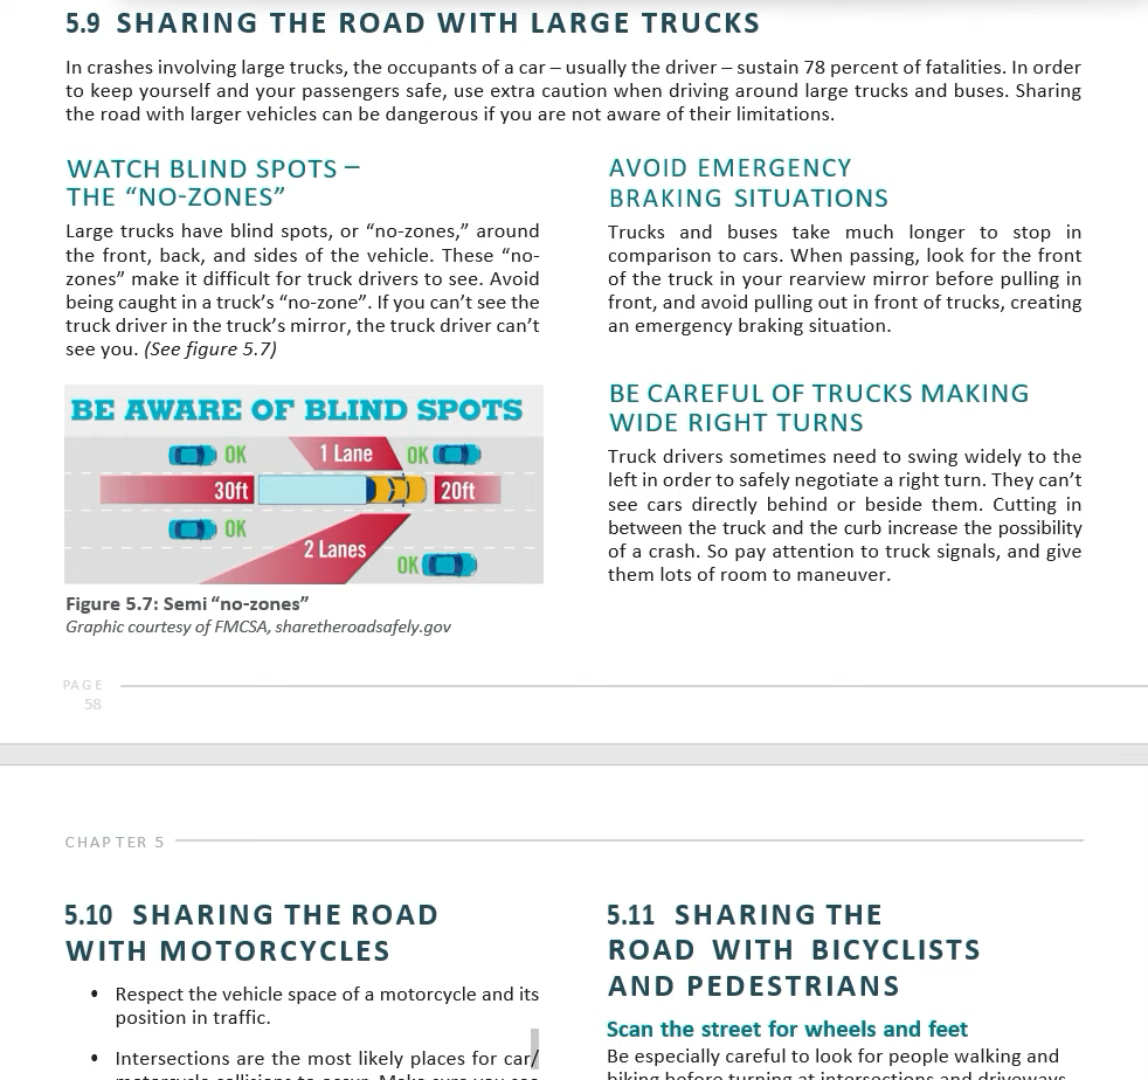 5.9 SHARING THE ROAD WITH LARGE TRUCKS
In crashes involving large trucks, the occupants of a car – usually the driver – sustain 78 percent of fatalities. In order
to keep yourself and your passengers safe, use extra caution when driving around large trucks and buses. Sharing
the road with larger vehicles can be dangerous if you are not aware of their limitations.
WATCH BLIND SPOTS –
THE “NO-ZONES”
Large trucks have blind spots, or “no-zones,” around
the front, back, and sides of the vehicle. These “no-
zones” make it difficult for truck drivers to see. Avoid
being caught in a truck’s “no-zone”. If you can’t see the
truck driver in the truck’s mirror, the truck driver can’t
see you. (See figure 5.7)
BE AWARE OF BLIND SPOTS
OK 1 Lane OK
30ft 20ft
OK
2 Lanes
OK
Figure 5.7: Semi “no-zones”
Graphic courtesy of FMCSA, sharetheroadsafely.gov
AVOID EMERGENCY
BRAKING SITUATIONS
Trucks and buses take much longer to stop in
comparison to cars. When passing, look for the front
of the truck in your rearview mirror before pulling in
front, and avoid pulling out in front of trucks, creating
an emergency braking situation.
BE CAREFUL OF TRUCKS MAKING
WIDE RIGHT TURNS
Truck drivers sometimes need to swing widely to the
left in order to safely negotiate a right turn. They can’t
see cars directly behind or beside them. Cutting in
between the truck and the curb increase the possibility
of a crash. So pay attention to truck signals, and give
them lots of room to maneuver.
PAGE
58
CHAPTER 5
5.10 SHARING THE ROAD
WITH MOTORCYCLES
• Respect the vehicle space of a motorcycle and its
position in traffic.
• Intersections are the most likely places for car/
motorcycle collisions to occur. Make sure you see
5.11 SHARING THE
ROAD WITH BICYCLISTS
AND PEDESTRIANS
Scan the street for wheels and feet
Be especially careful to look for people walking and
biking before turning at intersections and driveways